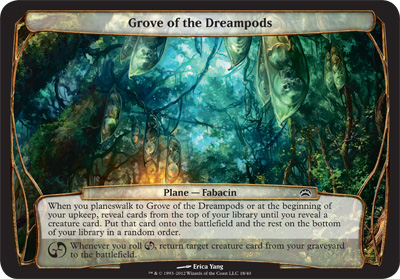 Grove of the Dreampods
Plane — Fabacin
When you planeswalk to Grove of the Dreampods or at the beginning of
your upkeep, reveal cards from the top of your library until you reveal a
creature card. Put that card onto the battlefield and the rest on the bottom
of your library in a random order.
Whenever you roll , return target creature card from your graveyard
to the battlefield.
Erica Yang
™ & © 1993–2012 Wizards of the Coast LLC 18/40